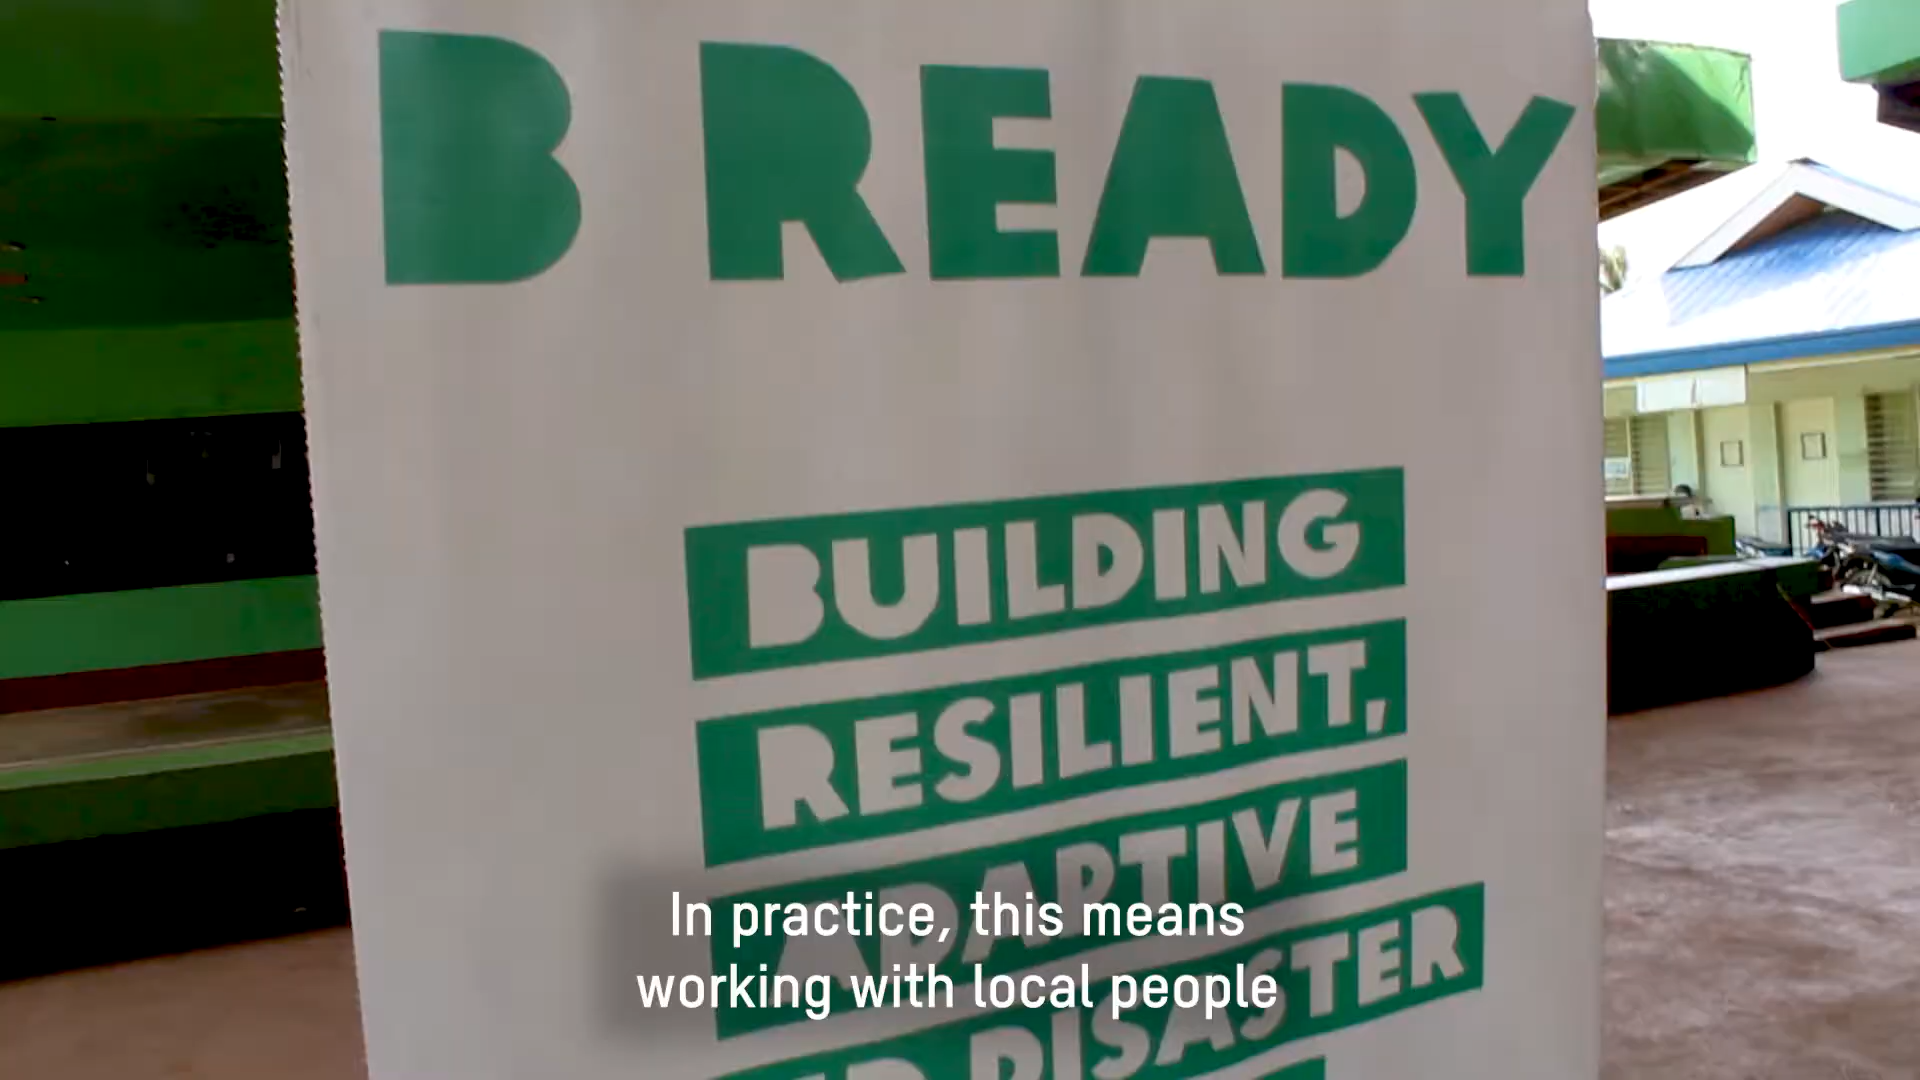 B READY
BUILDING
RESILIENT,
ADAPTIVE
DISASTER
In practice, this means
working with local people